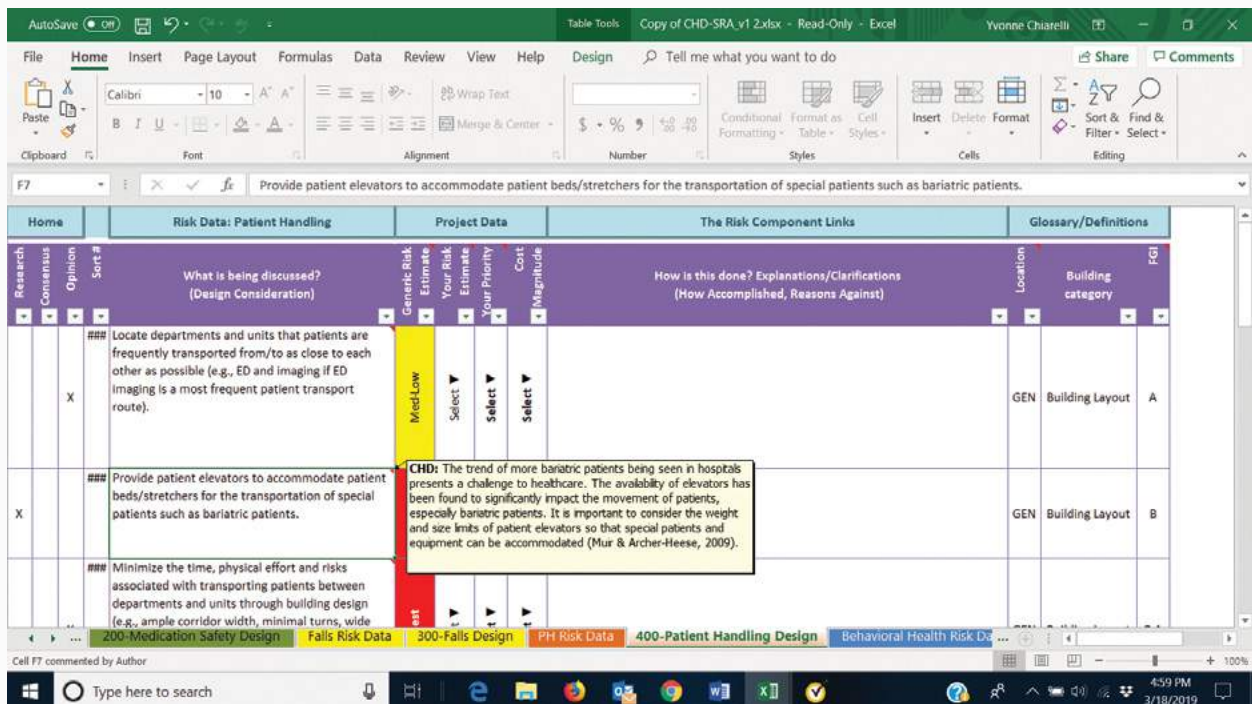 AutoSave Off
Table Tools
Copy of CHD-SRA_v1 2.xlsx - Read-Only - Excel
Yvonne Chiarelli
File Home Insert Page Layout Formulas Data Review View Help Design Tell me what you want to do Share Comments
Calibri 10 A A Wrap Text
Paste B I U A Merge & Center $ % 9 Conditional Formatting Format as Table Cell Styles Insert Delete Format Sort & Filter Find & Select
Clipboard Font Alignment Number Styles Cells Editing
F7 fx Provide patient elevators to accommodate patient beds/stretchers for the transportation of special patients such as bariatric patients.
Home Risk Data: Patient Handling Project Data The Risk Component Links Glossary/Definitions
Research
Consensus
Opinion
Sort #
What is being discussed?
(Design Consideration)
Generic Risk
Estimate
Your Risk
Estimate
Your Priority
Cost
Magnitude
How is this done? Explanations/Clarifications
(How Accomplished, Reasons Against)
Location
Building
category
FGI
X
###
Locate departments and units that patients are
frequently transported from/to as close to each
other as possible (e.g., ED and imaging if ED
imaging is a most frequent patient transport
route).
Med-Low
Select ▼
Select ▼
Select ▼
GEN Building Layout A
X
###
Provide patient elevators to accommodate patient
beds/stretchers for the transportation of special
patients such as bariatric patients.
CHD: The trend of more bariatric patients being seen in hospitals
presents a challenge to healthcare. The availability of elevators has
been found to significantly impact the movement of patients,
especially bariatric patients. It is important to consider the weight
and size limits of patient elevators so that special patients and
equipment can be accommodated (Muir & Archer-Heese, 2009).
GEN Building Layout B
###
Minimize the time, physical effort and risks
associated with transporting patients between
departments and units through building design
(e.g., ample corridor width, minimal turns, wide
... 200-Medication Safety Design Falls Risk Data 300-Falls Design PH Risk Data 400-Patient Handling Design Behavioral Health Risk Da ...
Cell F7 commented by Author
100%
Type here to search
4:59 PM
3/18/2019